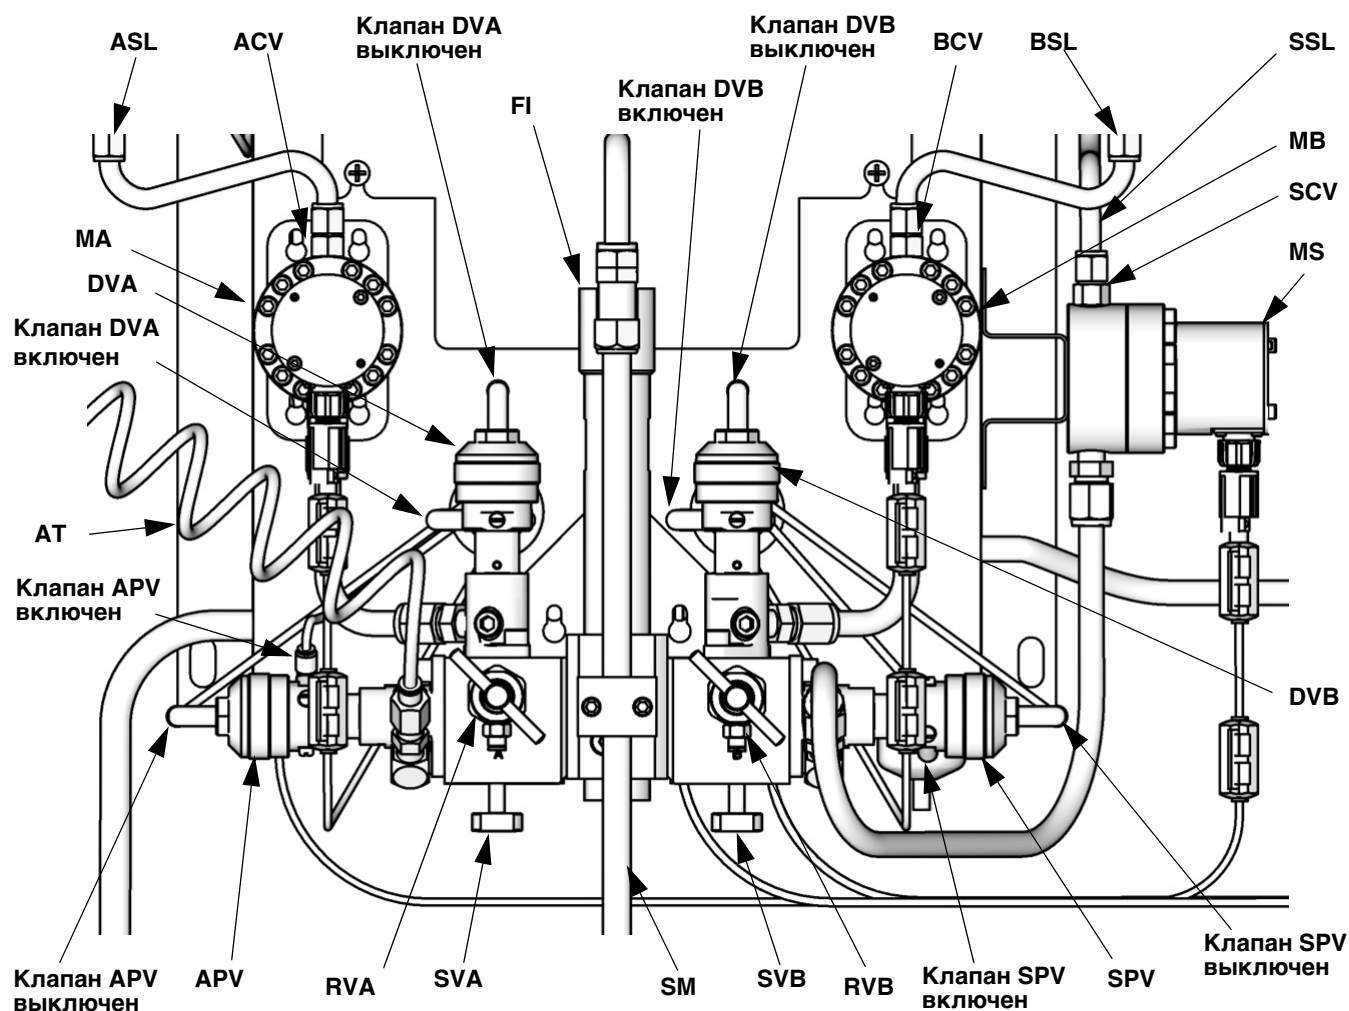 ASL
ACV
Клапан DVA
выключен
FI
Клапан DVB
включен
Клапан DVB
выключен
BCV
BSL
SSL
MB
SCV
MS
MA
DVA
Клапан DVA
включен
AT
Клапан APV
включен
A
B
DVB
Клапан APV
выключен
APV
RVA
SVA
SM
SVB
RVB
Клапан SPV
включен
SPV
Клапан SPV
выключен